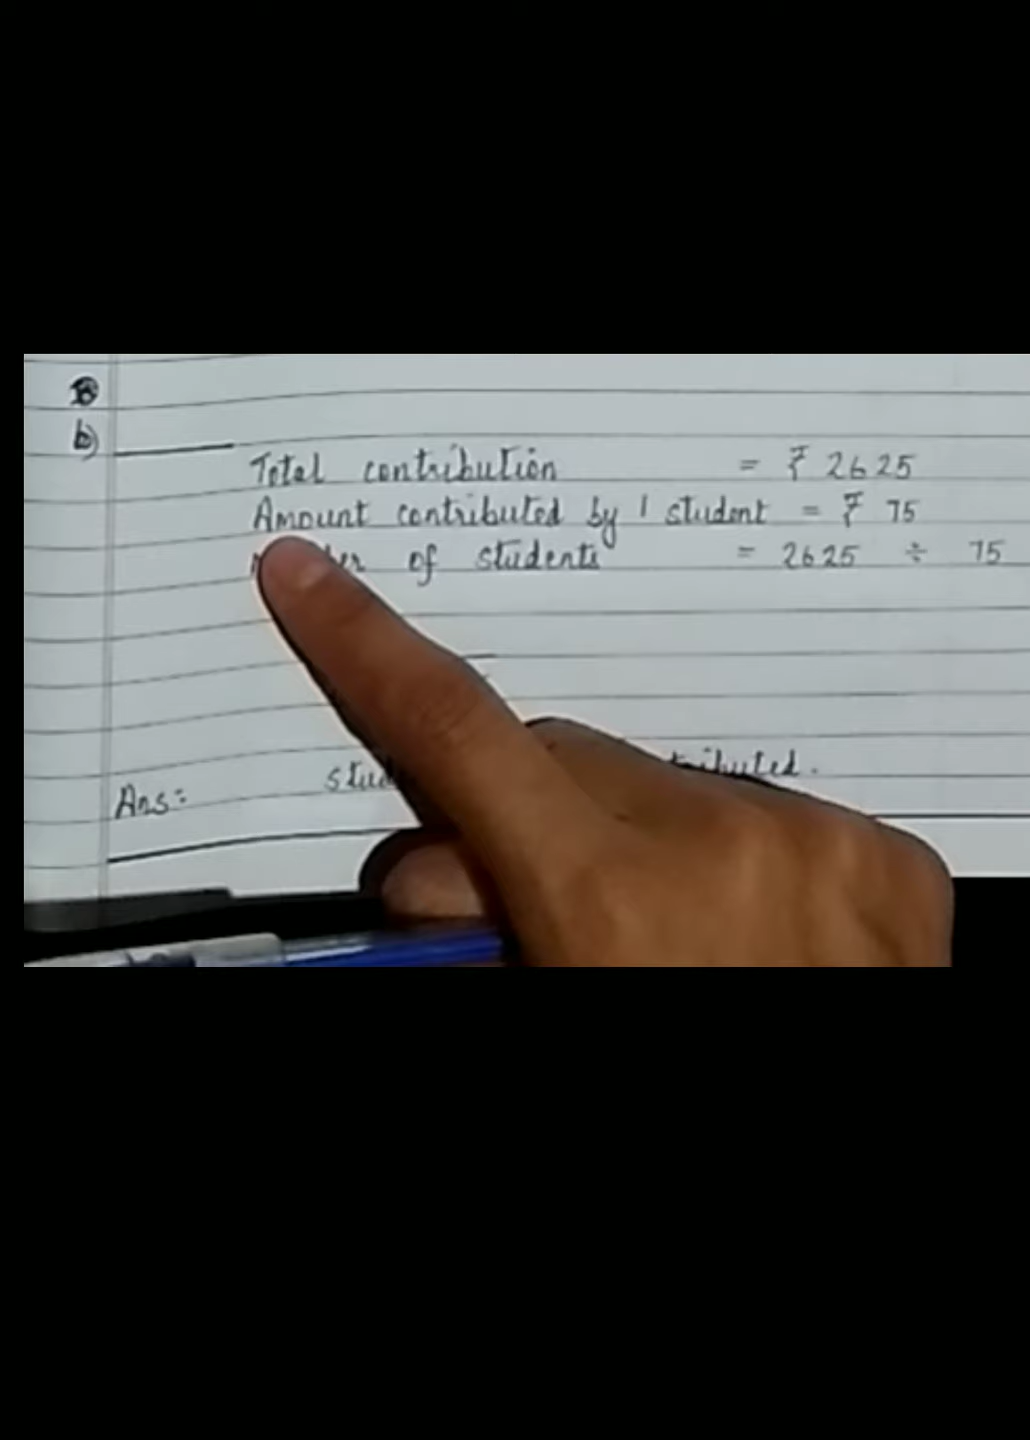 b)
Total contribution = ₹ 2625
Amount contributed by 1 student = ₹ 75
of students = 2625 ÷ 75
Ans: